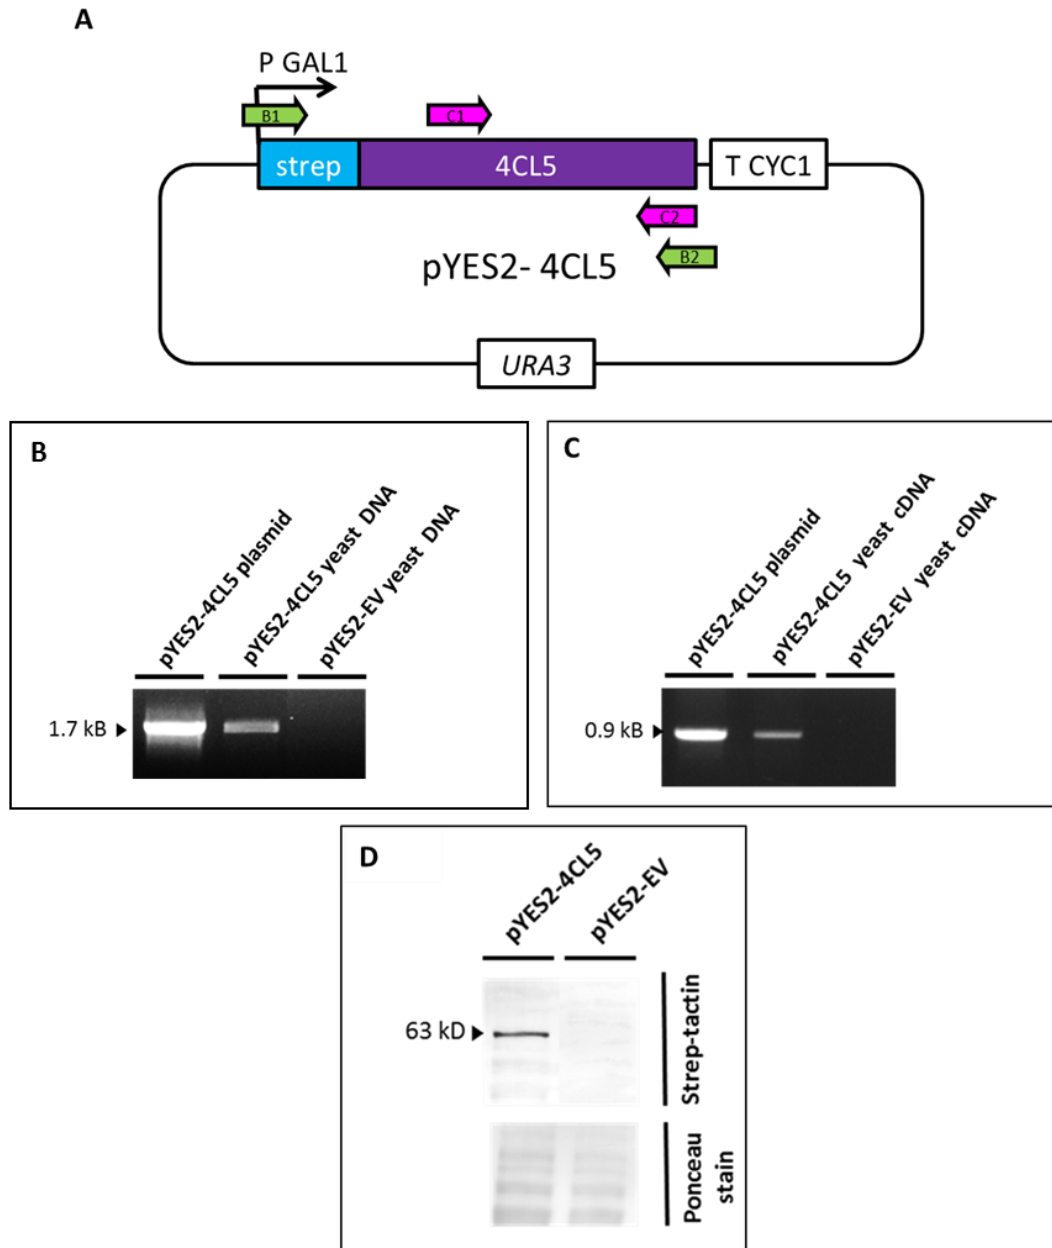 A
P GAL1
B1
C1
strep
4CL5
T CYC1
C2
B2
pYES2- 4CL5
URA3
B
pYES2-4CL5 plasmid
pYES2-4CL5 yeast DNA
pYES2-EV yeast DNA
1.7 kB
C
pYES2-4CL5 plasmid
pYES2-4CL5 yeast cDNA
pYES2-EV yeast cDNA
0.9 kB
D
pYES2-4CL5
pYES2-EV
63 kD
Strep-tactin
Ponceau
stain